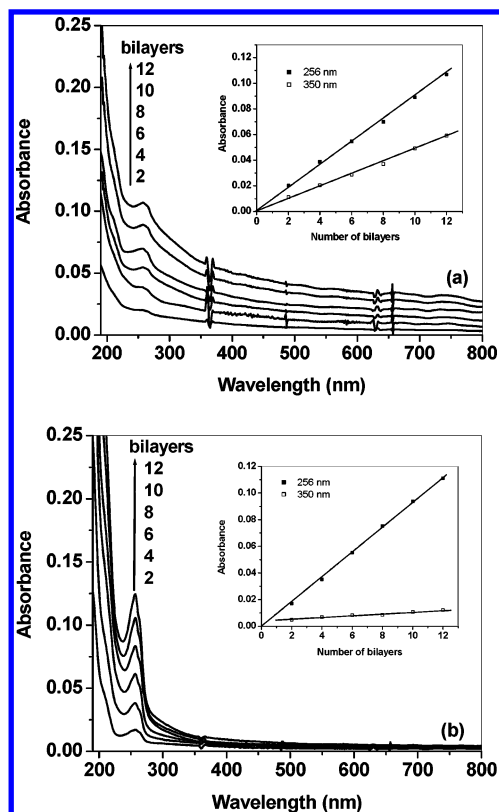 0.25
0.20
0.15
0.10
0.05
0.00
Absorbance
bilayers
12
10
8
6
4
2
0.12
0.10
0.08
0.06
0.04
0.02
0.00
Absorbance
256 nm
350 nm
0 2 4 6 8 10 12
Number of bilayers
(a)
200 300 400 500 600 700 800
Wavelength (nm)
0.25
0.20
0.15
0.10
0.05
0.00
Absorbance
bilayers
12
10
8
6
4
2
0.12
0.10
0.08
0.06
0.04
0.02
0.00
Absorbance
256 nm
350 nm
0 2 4 6 8 10 12
Number of bilayers
(b)
200 300 400 500 600 700 800
Wavelength (nm)